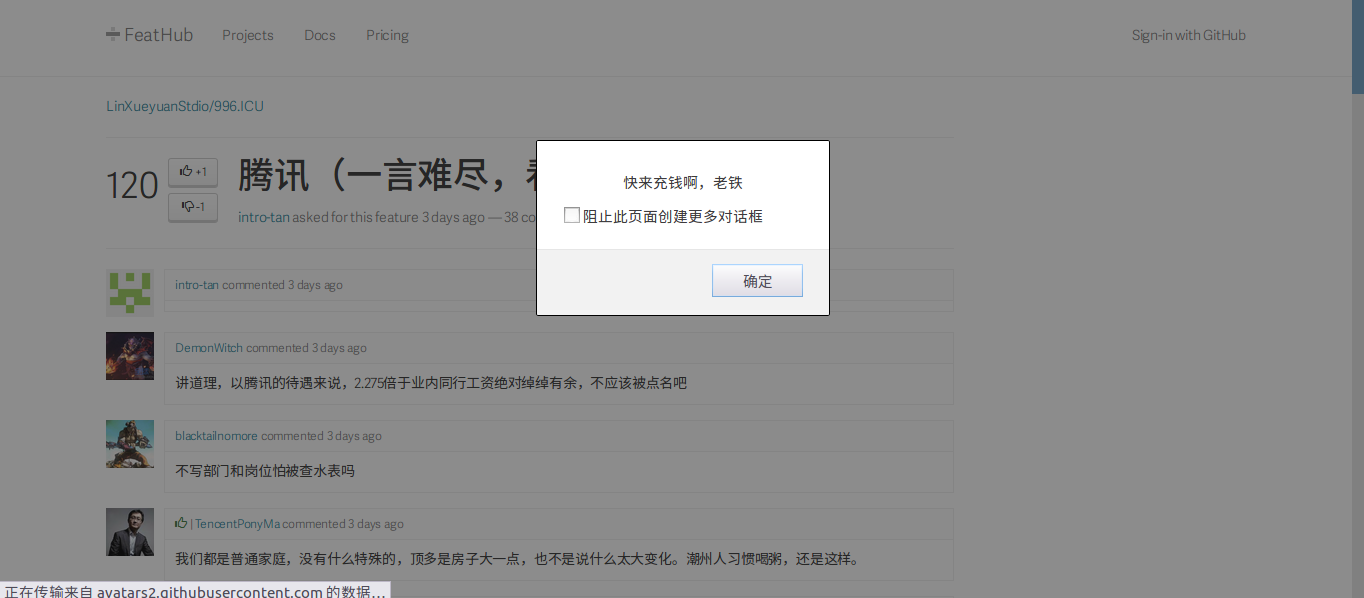 FeatHub Projects Docs Pricing Sign-in with GitHub
LinXueyuanStdio/996.ICU
120
+1
-1
腾讯（一言难尽，
intro-tan asked for this feature 3 days ago — 38 co
快来充钱啊，老铁
阻止此页面创建更多对话框
确定
intro-tan commented 3 days ago
DemonWitch commented 3 days ago
讲道理，以腾讯的待遇来说，2.275倍于业内同行工资绝对绰绰有余，不应该被点名吧
blacktailnomore commented 3 days ago
不写部门和岗位怕被查水表吗
| TencentPonyMa commented 3 days ago
我们都是普通家庭，没有什么特殊的，顶多是房子大一点，也不是说什么太大变化。潮州人习惯喝粥，还是这样。
正在传输来自 avatars2.githubusercontent.com 的数据…